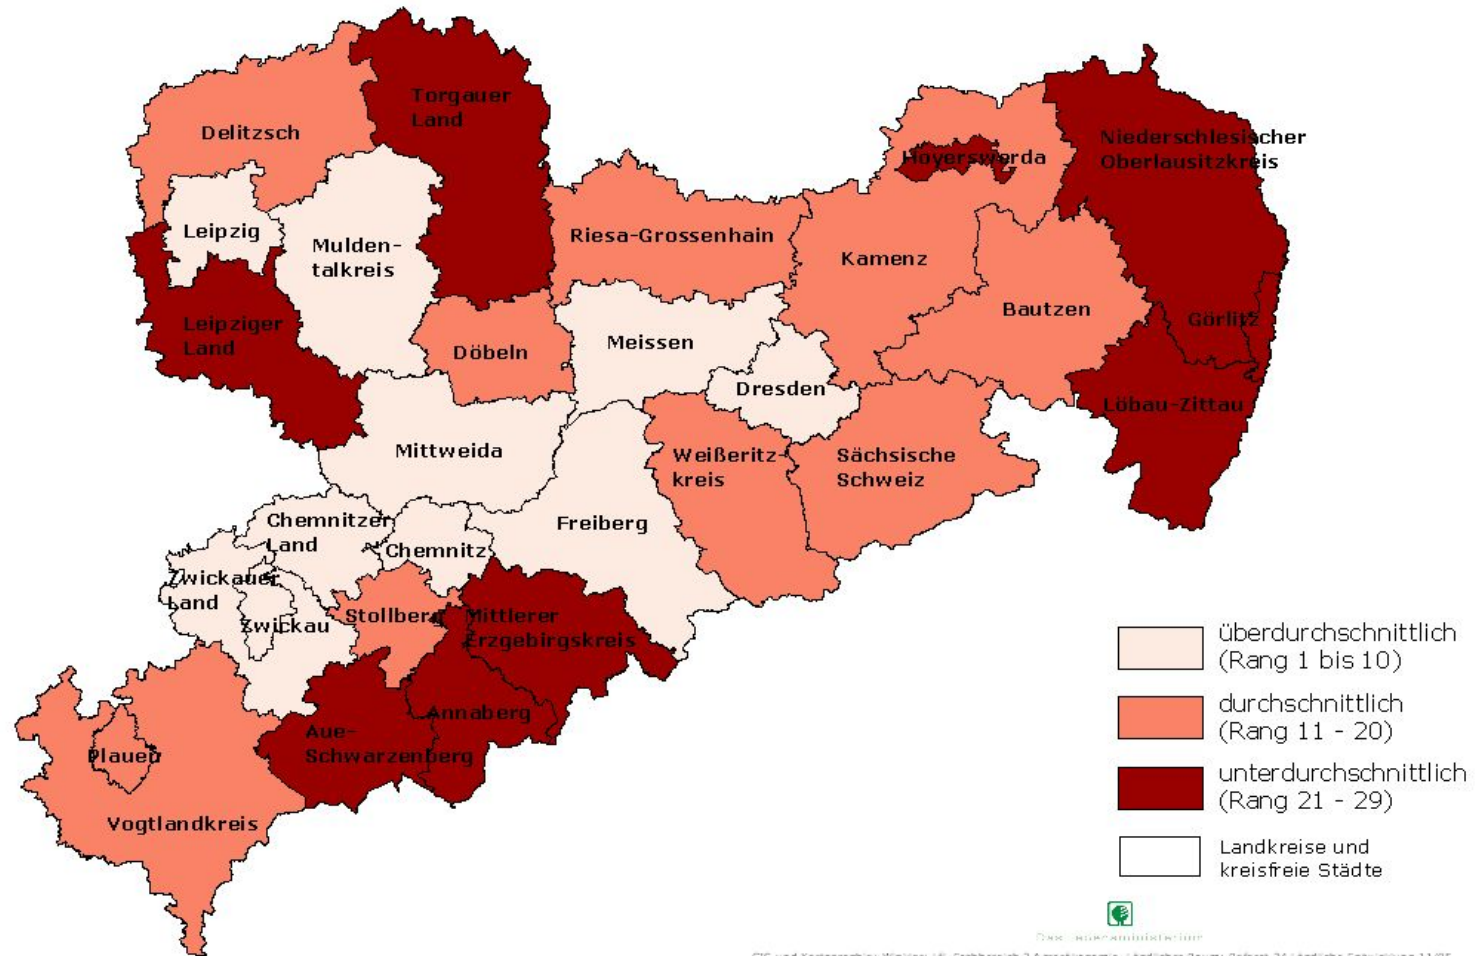 Torgauer
Land
Delitzsch
Niederschlesischer
Oberlausitzkreis
Hoyerswerda
Leipzig
Mulden-
talkreis
Riesa-Grossenhain
Kamenz
Bautzen
Görlitz
Leipziger
Land
Döbeln
Meissen
Dresden
Löbau-Zittau
Mittweida
Weißeritz-
kreis
Sächsische
Schweiz
Chemnitzer
Land
Chemnitz
Freiberg
Zwickauer
Land
Zwickau
Stollberg
Mittlerer
Erzgebirgskreis
Annaberg
Aue-
Schwarzenberg
Plauen
Vogtlandkreis
überdurchschnittlich
(Rang 1 bis 10)
durchschnittlich
(Rang 11 - 20)
unterdurchschnittlich
(Rang 21 - 29)
Landkreise und
kreisfreie Städte